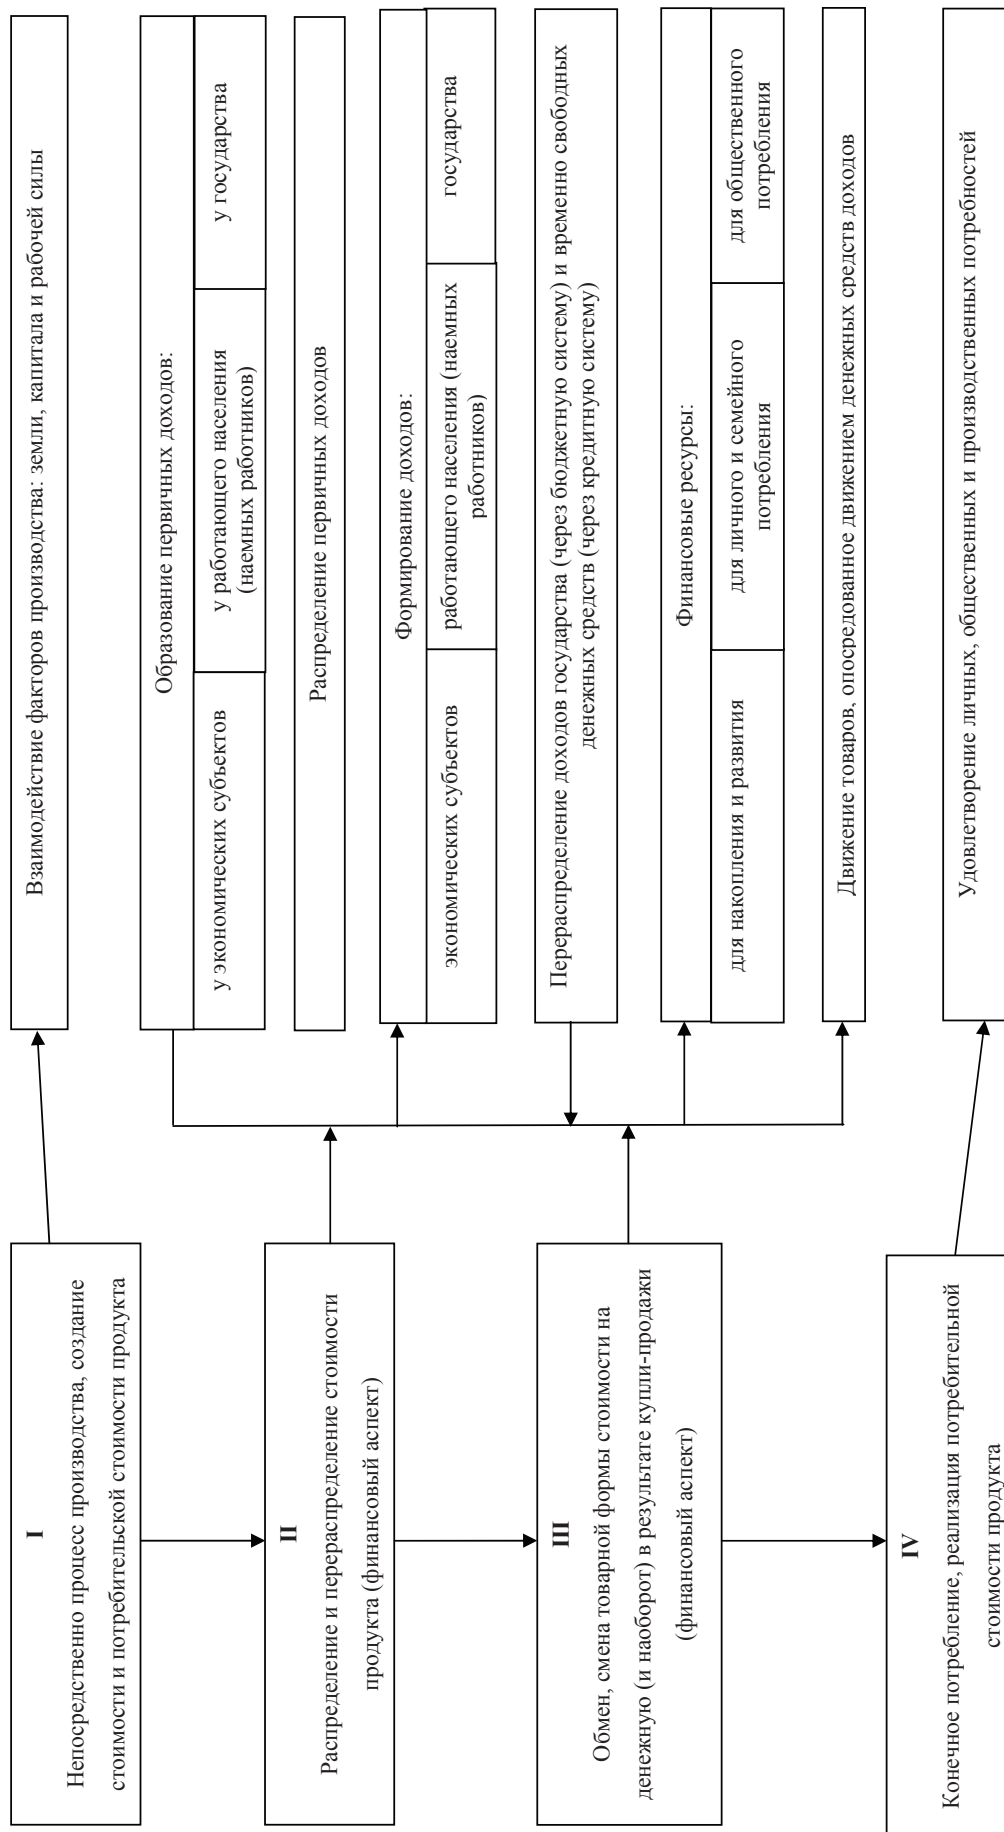 I
Непосредственно процесс производства, создание
стоимости и потребительской стоимости продукта
II
Распределение и перераспределение стоимости
продукта (финансовый аспект)
III
Обмен, смена товарной формы стоимости на
денежную (и наоборот) в результате купли-продажи
(финансовый аспект)
IV
Конечное потребление, реализация потребительной
стоимости продукта
Взаимодействие факторов производства: земли, капитала и рабочей силы
Образование первичных доходов:
у экономических субъектов
у работающего населения
(наемных работников)
у государства
Распределение первичных доходов
Формирование доходов:
экономических субъектов
работающего населения (наемных
работников)
государства
Перераспределение доходов государства (через бюджетную систему) и временно свободных
денежных средств (через кредитную систему)
Финансовые ресурсы:
для накопления и развития
для личного и семейного
потребления
для общественного
потребления
Движение товаров, опосредованное движением денежных средств доходов
Удовлетворение личных, общественных и производственных потребностей